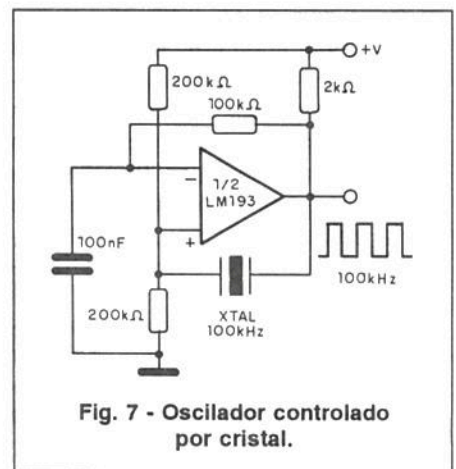 +V
200kΩ
2kΩ
100kΩ
−
1/2
LM193
+
100nF
200kΩ
XTAL
100kHz
100kHz
Fig. 7 - Oscilador controlado
por cristal.